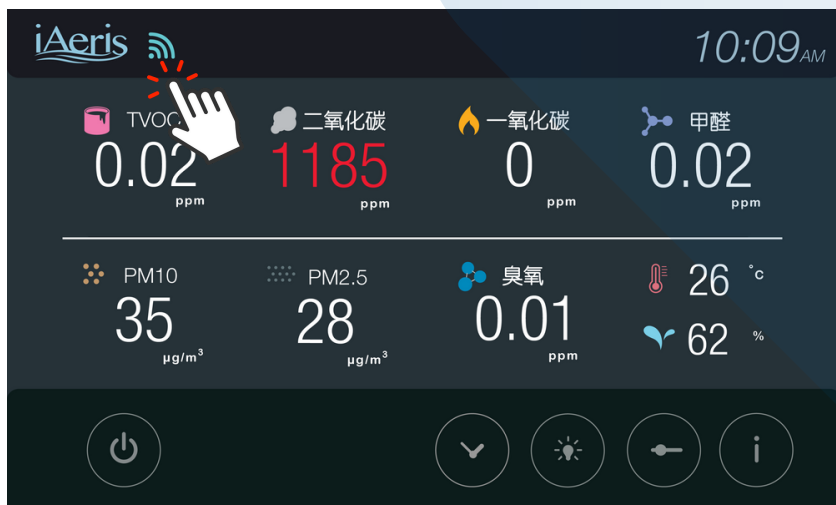 iAeris
10:09 AM
TVOC 二氧化碳 一氧化碳 甲醛
0.02 1185 0 0.02
ppm ppm ppm ppm
PM10 PM2.5 臭氧 26 °c
35 28 0.01 62 %
µg/m³ µg/m³ ppm
i